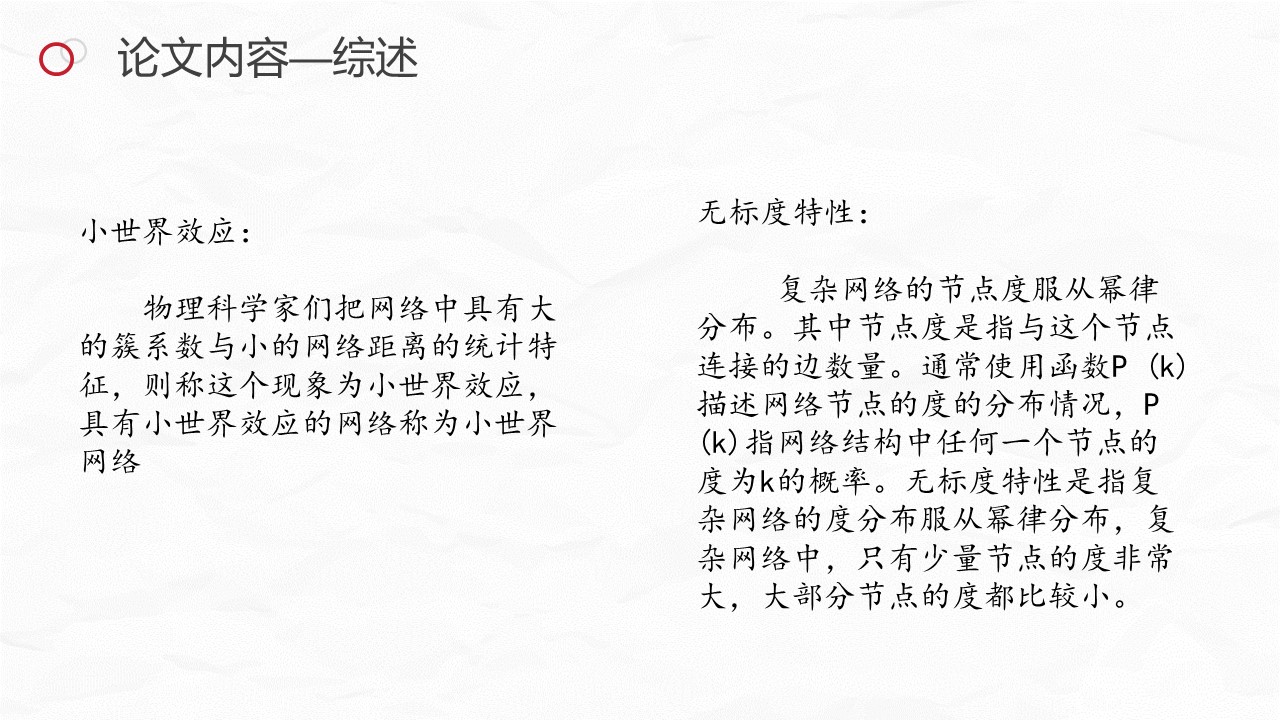 论文内容—综述
小世界效应：
物理科学家们把网络中具有大
的簇系数与小的网络距离的统计特
征，则称这个现象为小世界效应，
具有小世界效应的网络称为小世界
网络
无标度特性：
复杂网络的节点度服从幂律
分布。其中节点度是指与这个节点
连接的边数量。通常使用函数P (k)
描述网络节点的度的分布情况，P
(k)指网络结构中任何一个节点的
度为k的概率。无标度特性是指复
杂网络的度分布服从幂律分布，复
杂网络中，只有少量节点的度非常
大，大部分节点的度都比较小。